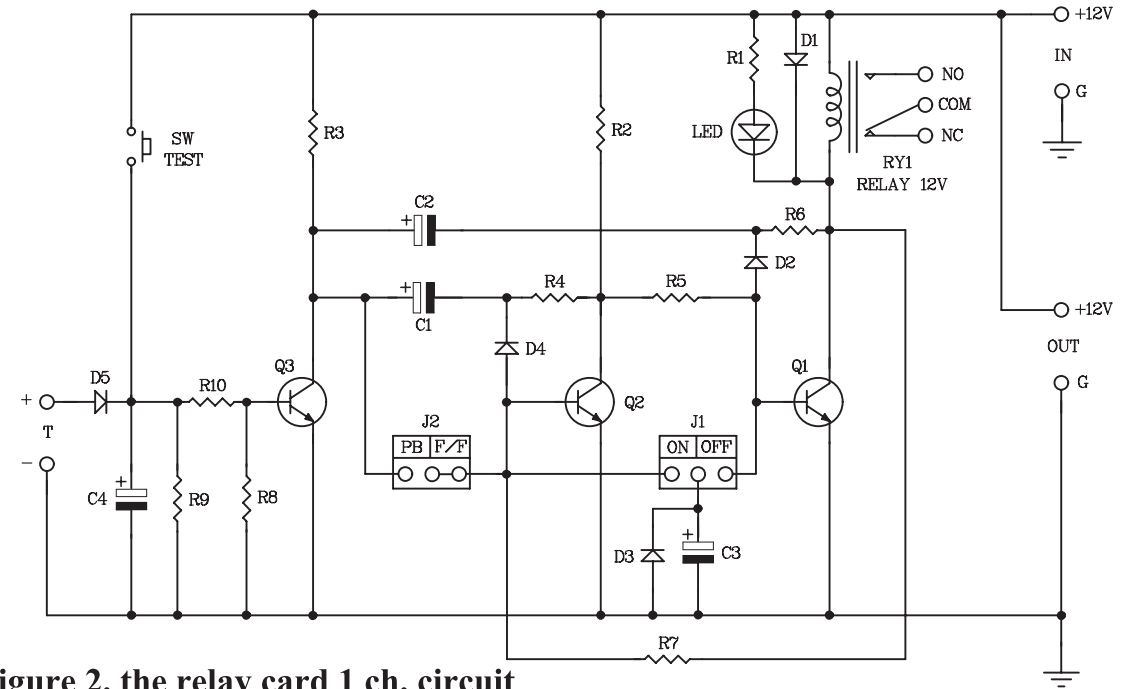 +12V
IN
G
R1
D1
NO
COM
NC
LED
RY1
RELAY 12V
R3
R2
SW
TEST
C2
+
R6
D2
+
C1
R4
R5
+12V
OUT
G
D4
D5
R10
Q3
Q2
Q1
+
T
−
J2
PB F/F
J1
ON OFF
C4
+
R9
R8
D3
+
C3
R7
igure 2. the relay card 1 ch. circuit